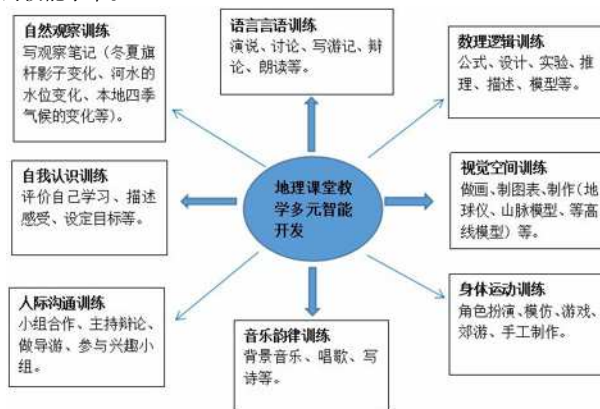 自然观察训练
写观察笔记（冬夏旗
杆影子变化、河水的
水位变化、本地四季
气候的变化等）。
语言言语训练
演说、讨论、写游记、辩
论、朗读等。
数理逻辑训练
公式、设计、实验、推
理、描述、模型等。
自我认识训练
评价自己学习、描述
感受、设定目标等。
地理课堂教
学多元智能
开发
视觉空间训练
做画、制图表、制作（地
球仪、山脉模型、等高
线模型）等。
人际沟通训练
小组合作、主持辩论、
做导游、参与兴趣小
组。
音乐韵律训练
背景音乐、唱歌、写
诗等。
身体运动训练
角色扮演、模仿、游戏、
郊游、手工制作。